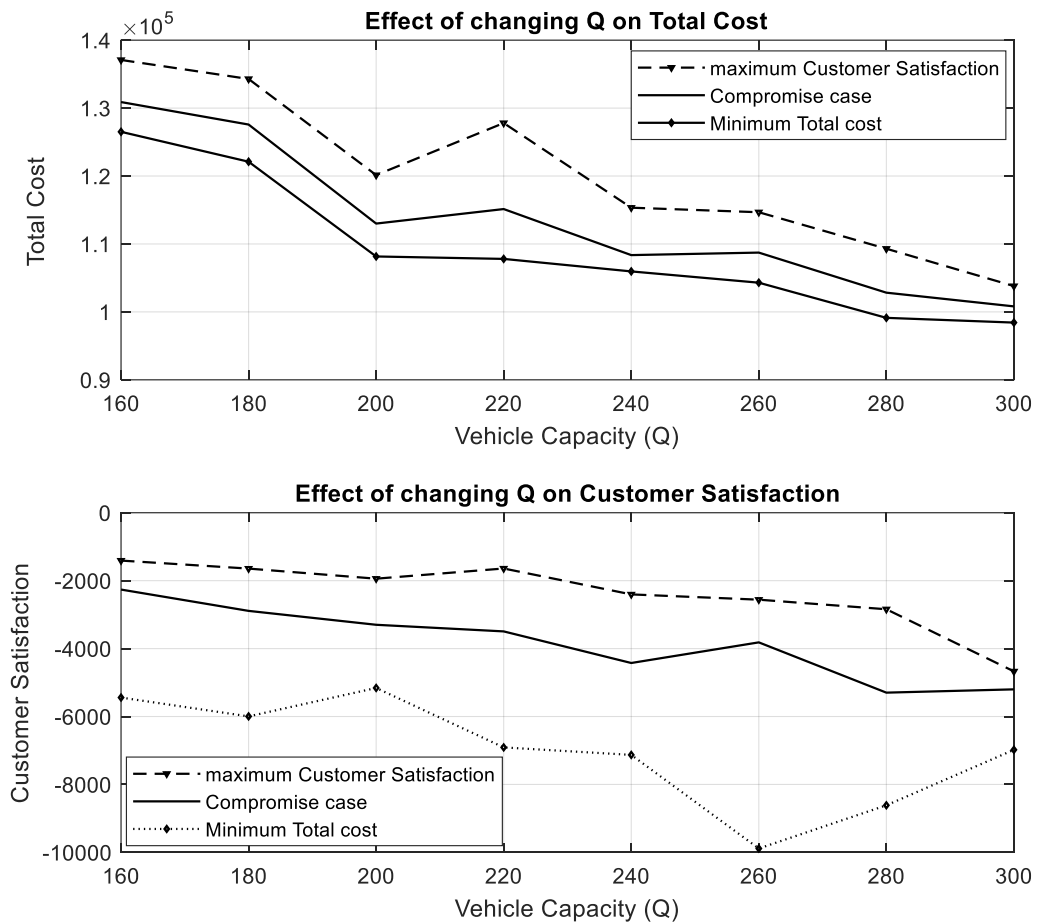 Effect of changing Q on Total Cost
×10⁵
1.4
1.3
1.2
1.1
1
0.9
Total Cost
maximum Customer Satisfaction
Compromise case
Minimum Total cost
160 180 200 220 240 260 280 300
Vehicle Capacity (Q)
Effect of changing Q on Customer Satisfaction
0
-2000
-4000
-6000
-8000
-10000
Customer Satisfaction
maximum Customer Satisfaction
Compromise case
Minimum Total cost
160 180 200 220 240 260 280 300
Vehicle Capacity (Q)